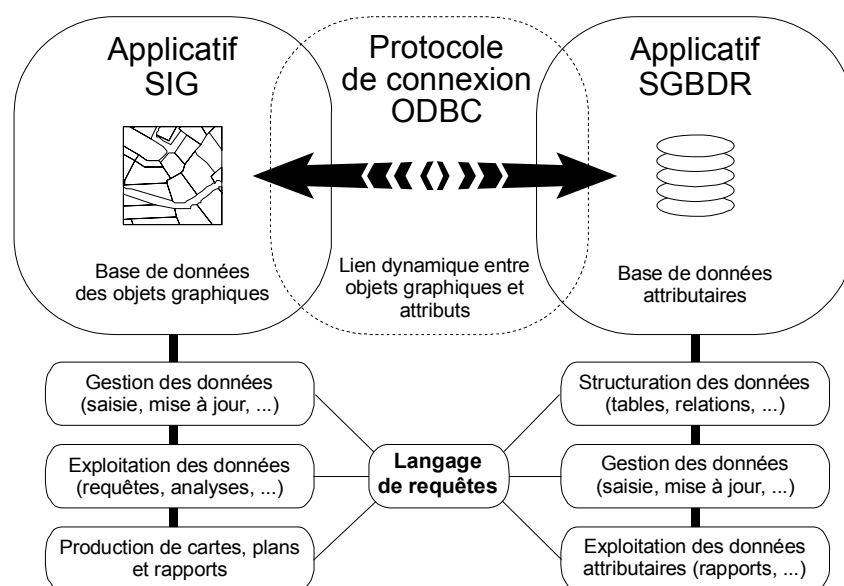 Applicatif
SIG
Base de données
des objets graphiques
Protocole
de connexion
ODBC
Lien dynamique entre
objets graphiques et
attributs
Applicatif
SGBDR
Base de données
attributaires
Gestion des données
(saisie, mise à jour, ...)
Exploitation des données
(requêtes, analyses, ...)
Production de cartes, plans
et rapports
Langage
de requêtes
Structuration des données
(tables, relations, ...)
Gestion des données
(saisie, mise à jour, ...)
Exploitation des données
attributaires (rapports, ...)